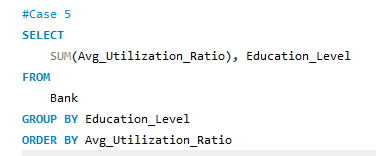 #Case 5
SELECT
SUM(Avg_Utilization_Ratio), Education_Level
FROM
Bank
GROUP BY Education_Level
ORDER BY Avg_Utilization_Ratio